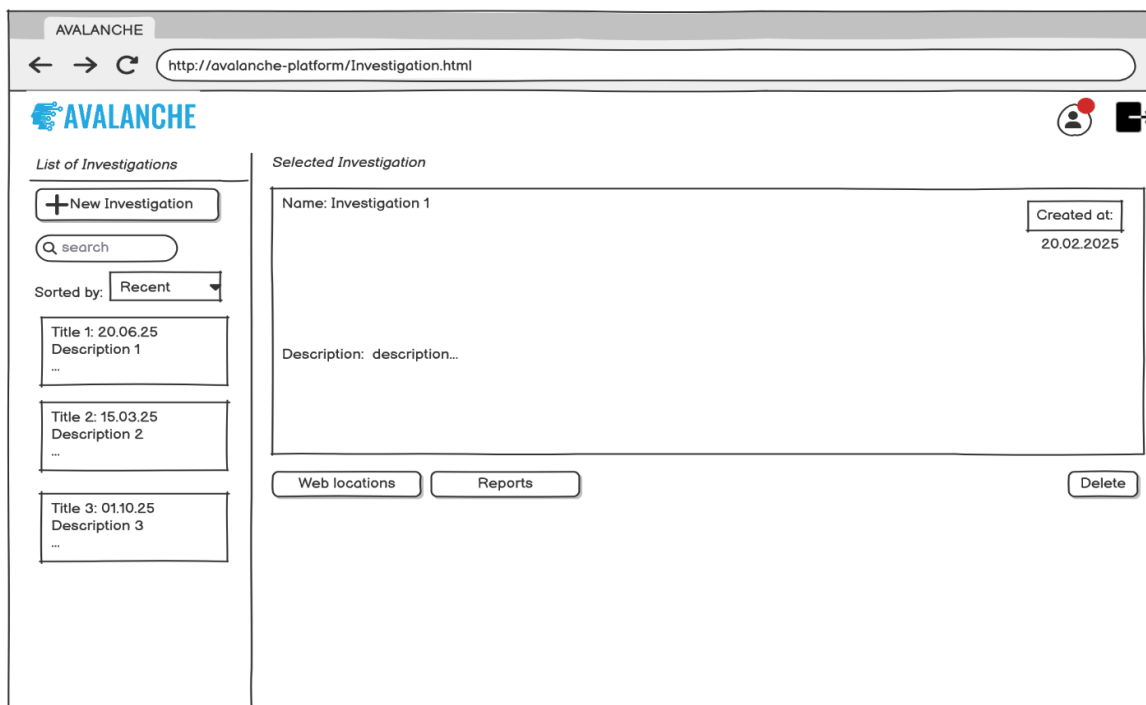 AVALANCHE
http://avalanche-platform/Investigation.html
AVALANCHE
List of Investigations
New Investigation
search
Sorted by: Recent
Title 1: 20.06.25
Description 1
...
Title 2: 15.03.25
Description 2
...
Title 3: 01.10.25
Description 3
...
Selected Investigation
Name: Investigation 1
Created at:
20.02.2025
Description: description...
Web locations
Reports
Delete